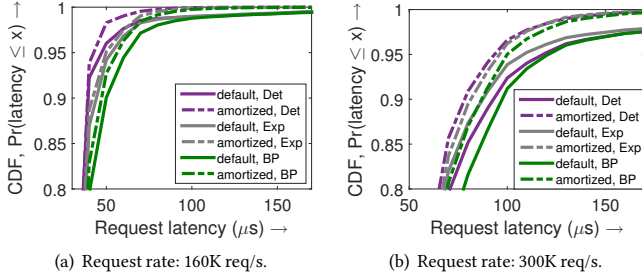 CDF, Pr(latency ≤ x) →
1
0.95
0.9
0.85
0.8
default, Det
amortized, Det
default, Exp
amortized, Exp
default, BP
amortized, BP
50 100 150
Request latency (μs) →
(a) Request rate: 160K req/s.
CDF, Pr(latency ≤ x) →
1
0.95
0.9
0.85
0.8
default, Det
amortized, Det
default, Exp
amortized, Exp
default, BP
amortized, BP
50 100 150
Request latency (μs) →
(b) Request rate: 300K req/s.